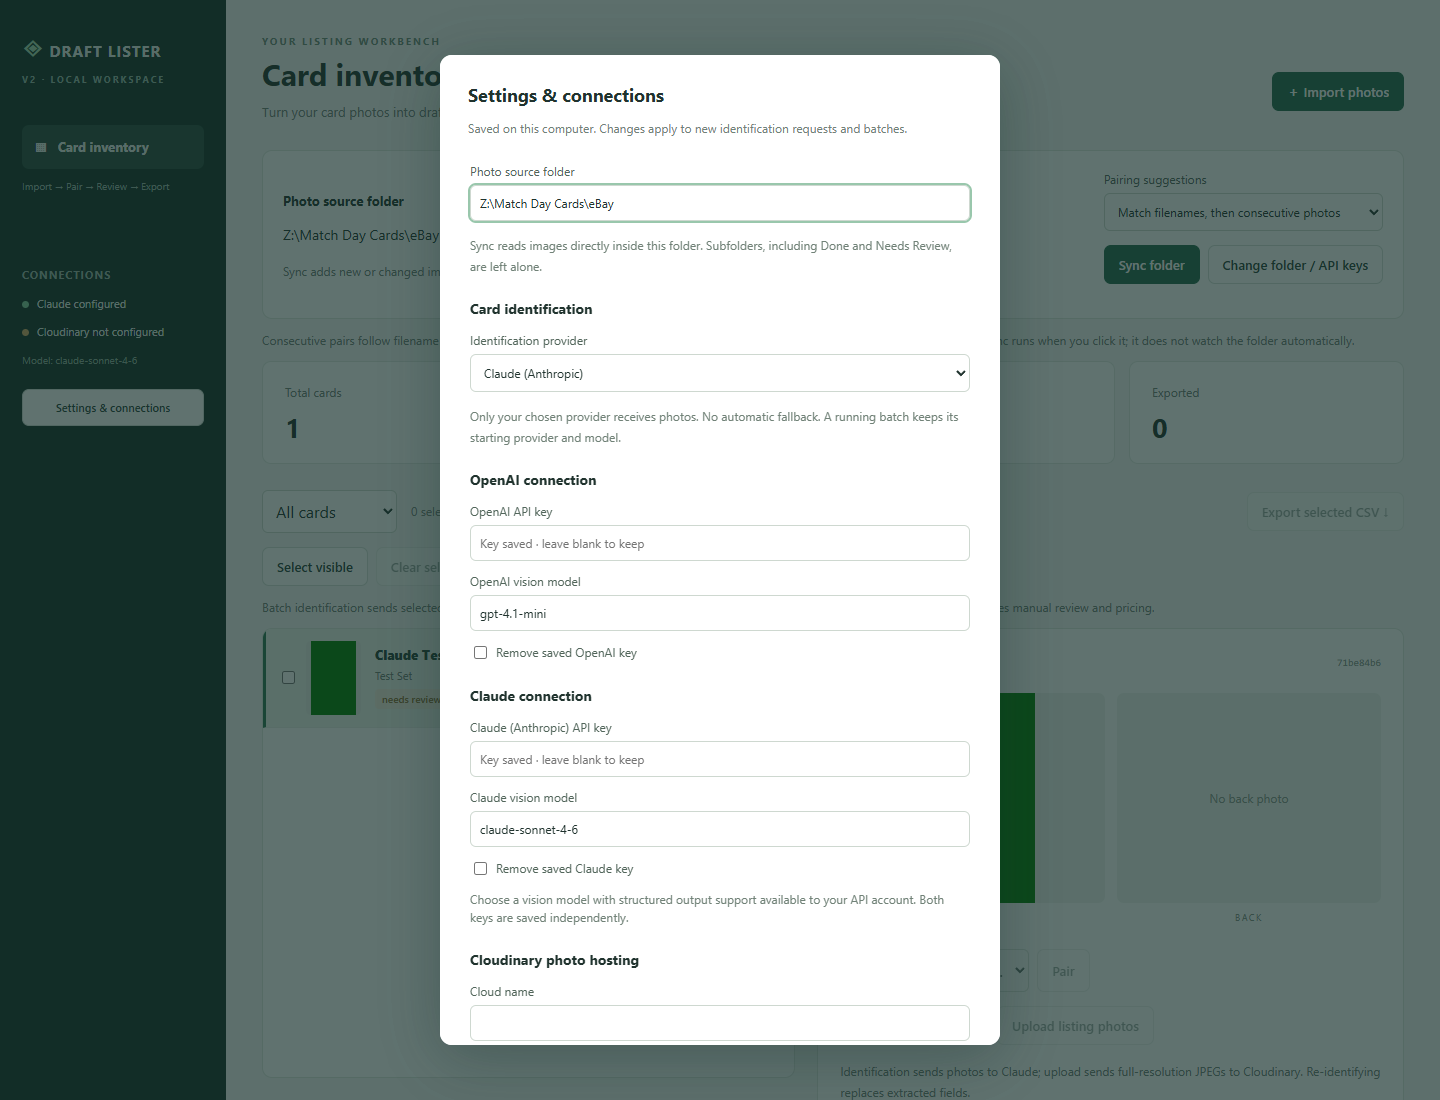 DRAFT LISTER
V2 · LOCAL WORKSPACE
Card inventory
Import → Pair → Review → Export
CONNECTIONS
Claude configured
Cloudinary not configured
Model: claude-sonnet-4-6
Settings & connections
YOUR LISTING WORKBENCH
Card invento
Turn your card photos into draf
+ Import photos
Photo source folder
Z:\Match Day Cards\eBay
Sync adds new or changed im
Pairing suggestions
Match filenames, then consecutive photos
Sync folder
Change folder / API keys
Consecutive pairs follow filename
runs when you click it; it does not watch the folder automatically.
Total cards
1
Exported
0
All cards
0 sele
Export selected CSV ↓
Select visible
Clear sel
Batch identification sends selected
manual review and pricing.
Claude Tes
Test Set
needs review
71be84b6
No back photo
BACK
Pair
Upload listing photos
Identification sends photos to Claude; upload sends full-resolution JPEGs to Cloudinary. Re-identifying
replaces extracted fields.
Settings & connections
Saved on this computer. Changes apply to new identification requests and batches.
Photo source folder
Z:\Match Day Cards\eBay
Sync reads images directly inside this folder. Subfolders, including Done and Needs Review,
are left alone.
Card identification
Identification provider
Claude (Anthropic)
Only your chosen provider receives photos. No automatic fallback. A running batch keeps its
starting provider and model.
OpenAI connection
OpenAI API key
Key saved · leave blank to keep
OpenAI vision model
gpt-4.1-mini
Remove saved OpenAI key
Claude connection
Claude (Anthropic) API key
Key saved · leave blank to keep
Claude vision model
claude-sonnet-4-6
Remove saved Claude key
Choose a vision model with structured output support available to your API account. Both
keys are saved independently.
Cloudinary photo hosting
Cloud name